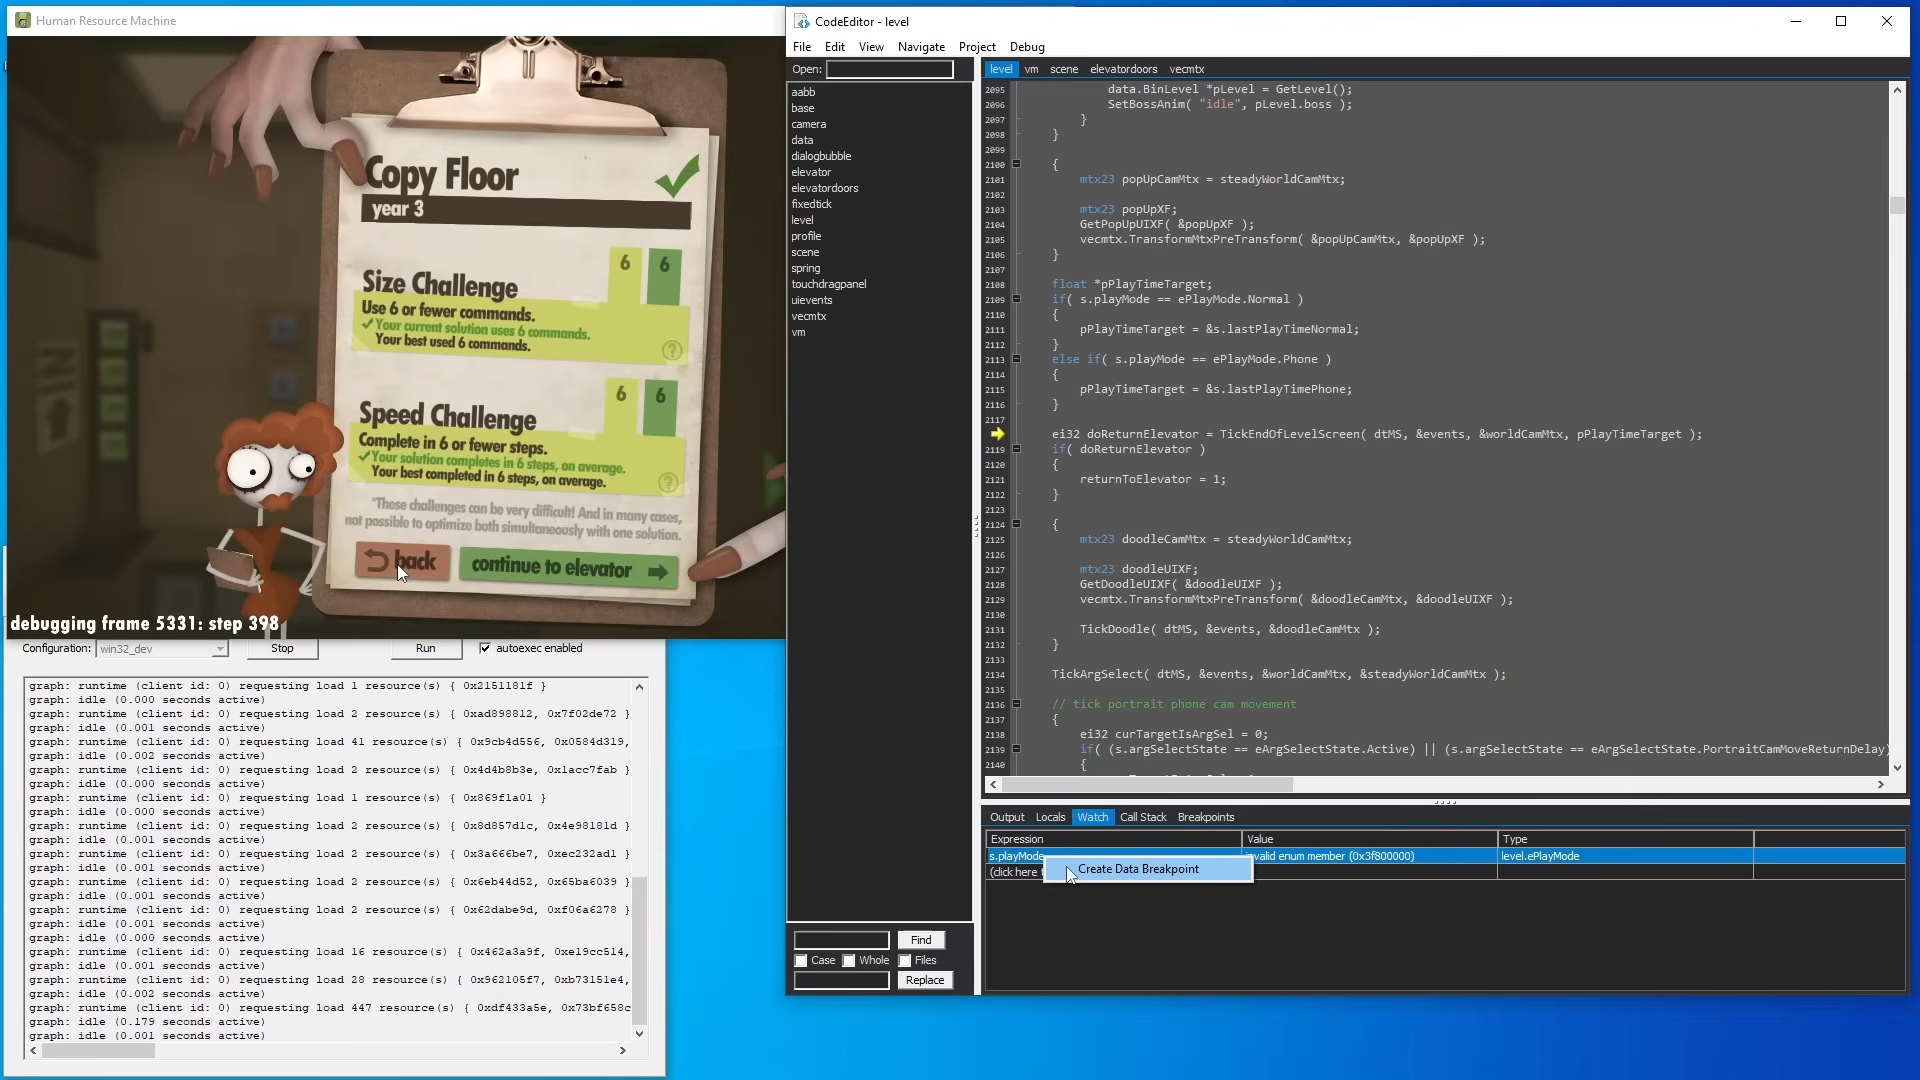 Human Resource Machine
Copy Floor
year 3
6 6
Size Challenge
Use 6 or fewer commands.
✓Your current solution uses 6 commands.
Your best used 6 commands.
?
6 6
Speed Challenge
Complete in 6 or fewer steps.
✓Your solution completes in 6 steps, on average.
Your best completed in 6 steps, on average.
?
*These challenges can be very difficult! And in many cases,
not possible to optimize both simultaneously with one solution.
back
continue to elevator
debugging frame 5331: step 398
Configuration: win32_dev Stop Run autoexec enabled
graph: runtime (client id: 0) requesting load 1 resource(s) { 0x2151181f }
graph: idle (0.000 seconds active)
graph: runtime (client id: 0) requesting load 2 resource(s) { 0xad898812, 0x7f02de72 }
graph: idle (0.001 seconds active)
graph: runtime (client id: 0) requesting load 41 resource(s) { 0x9cb4d556, 0x0584d319,
graph: idle (0.002 seconds active)
graph: runtime (client id: 0) requesting load 2 resource(s) { 0x4d4b8b3e, 0x1acc7fab }
graph: idle (0.000 seconds active)
graph: runtime (client id: 0) requesting load 1 resource(s) { 0x869f1a01 }
graph: idle (0.000 seconds active)
graph: runtime (client id: 0) requesting load 2 resource(s) { 0x8d857d1c, 0x4e98181d }
graph: idle (0.001 seconds active)
graph: runtime (client id: 0) requesting load 2 resource(s) { 0x3a666be7, 0xec232ad1 }
graph: idle (0.001 seconds active)
graph: runtime (client id: 0) requesting load 2 resource(s) { 0x6eb44d52, 0x65ba6039 }
graph: idle (0.001 seconds active)
graph: runtime (client id: 0) requesting load 2 resource(s) { 0x62dabe9d, 0xf06a6278 }
graph: idle (0.001 seconds active)
graph: idle (0.000 seconds active)
graph: runtime (client id: 0) requesting load 16 resource(s) { 0x462a3a9f, 0xe19cc514,
graph: idle (0.001 seconds active)
graph: runtime (client id: 0) requesting load 28 resource(s) { 0x962105f7, 0xb73151e4,
graph: idle (0.002 seconds active)
graph: runtime (client id: 0) requesting load 447 resource(s) { 0xdf433a5e, 0x73bf658c
graph: idle (0.179 seconds active)
graph: idle (0.001 seconds active)
CodeEditor - level
File Edit View Navigate Project Debug
Open:
aabb
base
camera
data
dialogbubble
elevator
elevatordoors
fixedtick
level
profile
scene
spring
touchdragpanel
uievents
vecmtx
vm
Find
Case Whole Files
Replace
level vm scene elevatordoors vecmtx
2095 data.BinLevel *pLevel = GetLevel();
2096 SetBossAnim( "idle", pLevel.boss );
2097 }
2098 }
2099
2100 {
2101 mtx23 popUpCamMtx = steadyWorldCamMtx;
2102
2103 mtx23 popUpXF;
2104 GetPopUpUIXF( &popUpXF );
2105 vecmtx.TransformMtxPreTransform( &popUpCamMtx, &popUpXF );
2106 }
2107
2108 float *pPlayTimeTarget;
2109 if( s.playMode == ePlayMode.Normal )
2110 {
2111 pPlayTimeTarget = &s.lastPlayTimeNormal;
2112 }
2113 else if( s.playMode == ePlayMode.Phone )
2114 {
2115 pPlayTimeTarget = &s.lastPlayTimePhone;
2116 }
2117
ei32 doReturnElevator = TickEndOfLevelScreen( dtMS, &events, &worldCamMtx, pPlayTimeTarget );
2119 if( doReturnElevator )
2120 {
2121 returnToElevator = 1;
2122 }
2123
2124 {
2125 mtx23 doodleCamMtx = steadyWorldCamMtx;
2126
2127 mtx23 doodleUIXF;
2128 GetDoodleUIXF( &doodleUIXF );
2129 vecmtx.TransformMtxPreTransform( &doodleCamMtx, &doodleUIXF );
2130
2131 TickDoodle( dtMS, &events, &doodleCamMtx );
2132 }
2133
2134 TickArgSelect( dtMS, &events, &worldCamMtx, &steadyWorldCamMtx );
2135
2136 // tick portrait phone cam movement
2137 {
2138 ei32 curTargetIsArgSel = 0;
2139 if( (s.argSelectState == eArgSelectState.Active) || (s.argSelectState == eArgSelectState.PortraitCamMoveReturnDelay)
2140 {
Output Locals Watch Call Stack Breakpoints
Expression Value Type
s.playMode invalid enum member (0x3f800000) level.ePlayMode
(click here
Create Data Breakpoint